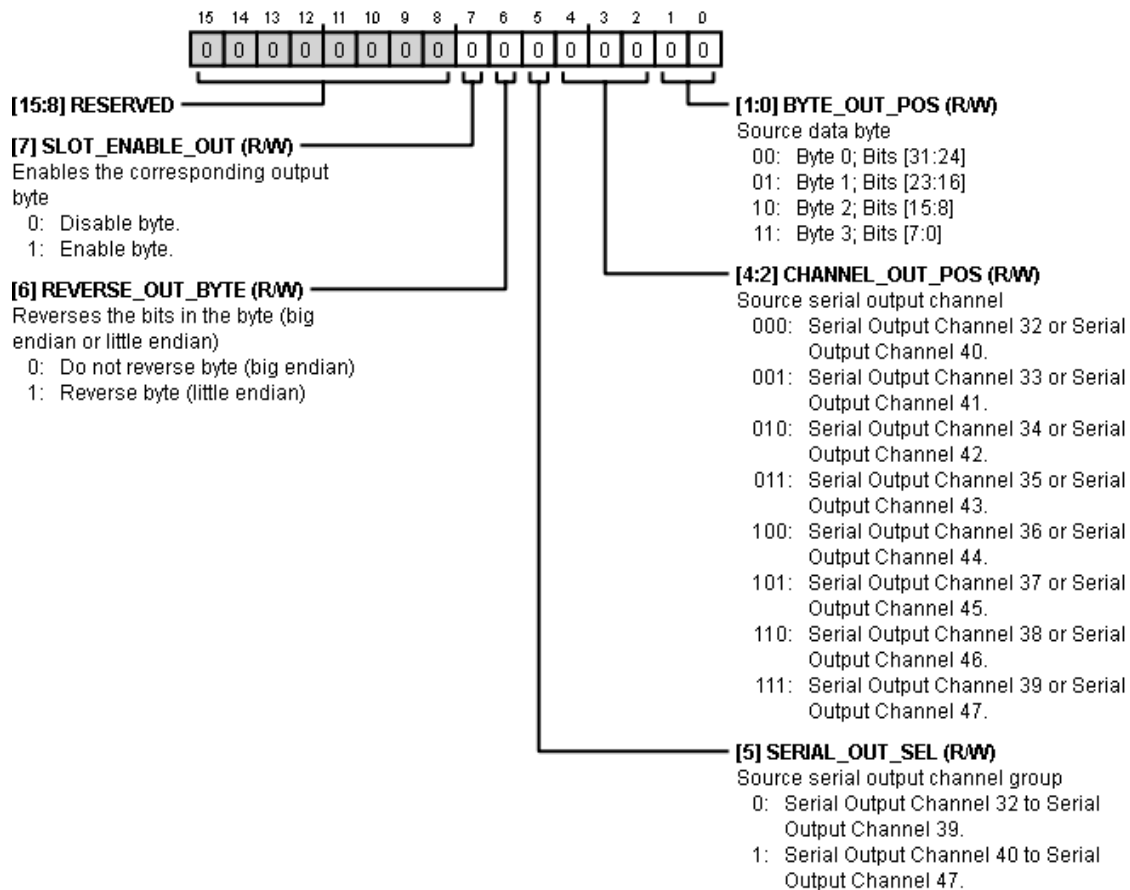 15 14 13 12 11 10 9 8 7 6 5 4 3 2 1 0
0 0 0 0 0 0 0 0 0 0 0 0 0 0 0 0
[15:8] RESERVED
[7] SLOT_ENABLE_OUT (R/W)
Enables the corresponding output
byte
0: Disable byte.
1: Enable byte.
[6] REVERSE_OUT_BYTE (R/W)
Reverses the bits in the byte (big
endian or little endian)
0: Do not reverse byte (big endian)
1: Reverse byte (little endian)
[1:0] BYTE_OUT_POS (R/W)
Source data byte
00: Byte 0; Bits [31:24]
01: Byte 1; Bits [23:16]
10: Byte 2; Bits [15:8]
11: Byte 3; Bits [7:0]
[4:2] CHANNEL_OUT_POS (R/W)
Source serial output channel
000: Serial Output Channel 32 or Serial
Output Channel 40.
001: Serial Output Channel 33 or Serial
Output Channel 41.
010: Serial Output Channel 34 or Serial
Output Channel 42.
011: Serial Output Channel 35 or Serial
Output Channel 43.
100: Serial Output Channel 36 or Serial
Output Channel 44.
101: Serial Output Channel 37 or Serial
Output Channel 45.
110: Serial Output Channel 38 or Serial
Output Channel 46.
111: Serial Output Channel 39 or Serial
Output Channel 47.
[5] SERIAL_OUT_SEL (R/W)
Source serial output channel group
0: Serial Output Channel 32 to Serial
Output Channel 39.
1: Serial Output Channel 40 to Serial
Output Channel 47.